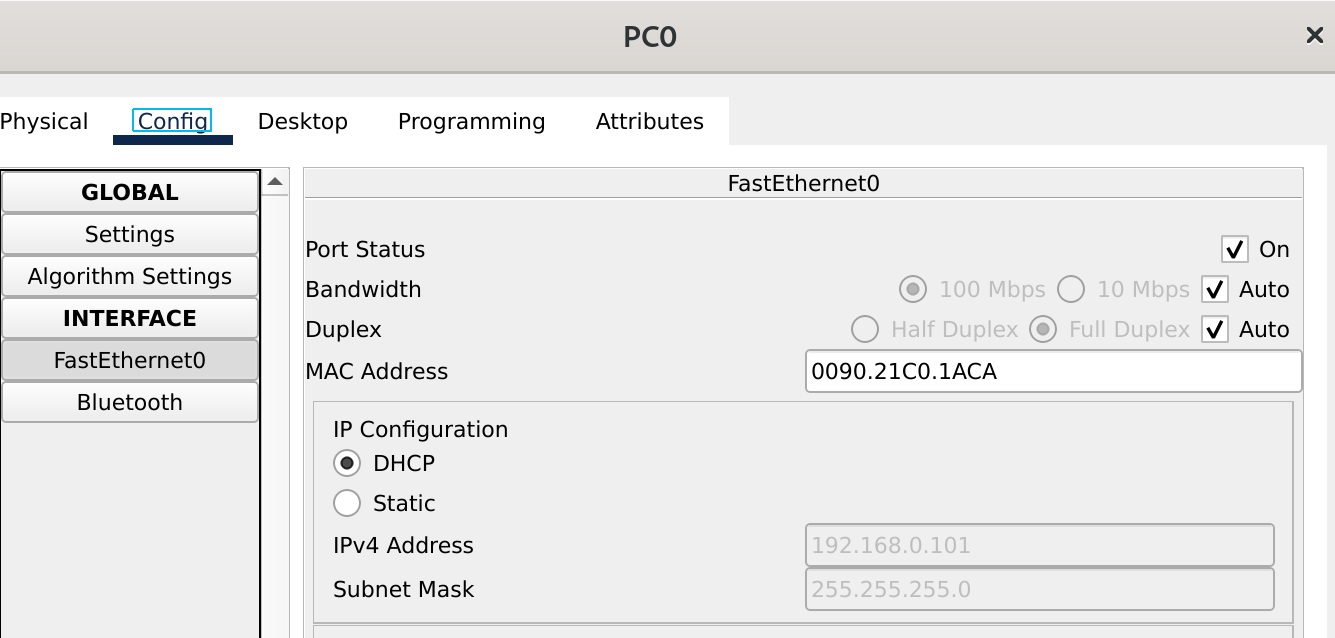 PC0
Physical Config Desktop Programming Attributes
GLOBAL
Settings
Algorithm Settings
INTERFACE
FastEthernet0
Bluetooth
FastEthernet0
Port Status On
Bandwidth 100 Mbps 10 Mbps Auto
Duplex Half Duplex Full Duplex Auto
MAC Address 0090.21C0.1ACA
IP Configuration
DHCP
Static
IPv4 Address 192.168.0.101
Subnet Mask 255.255.255.0